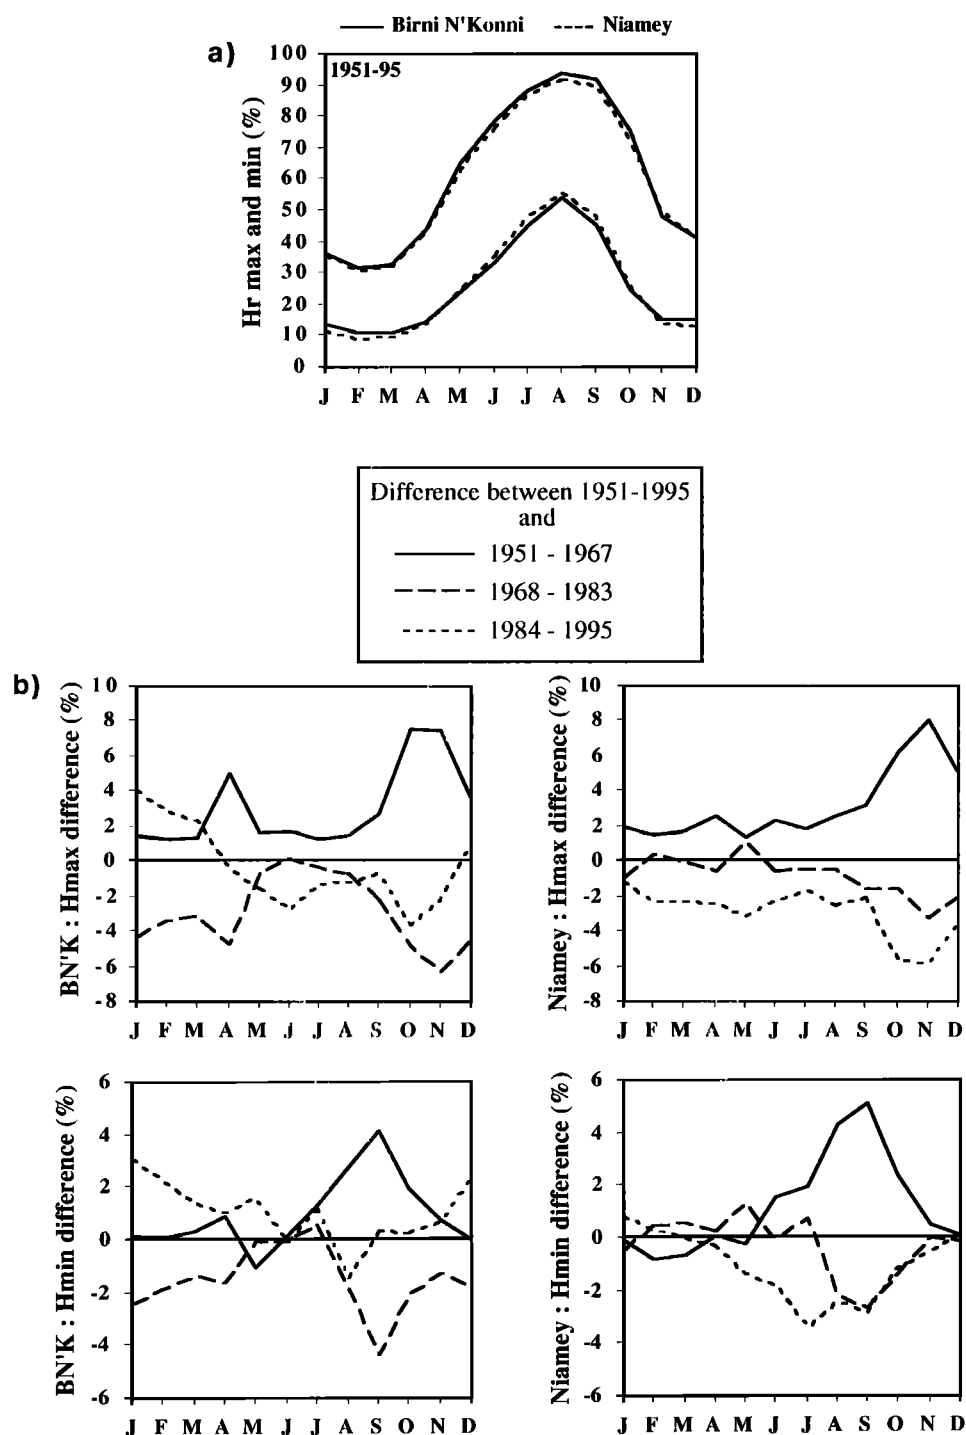 Birni N'Konni Niamey
a)
1951-95
Hr max and min (%)
100
90
80
70
60
50
40
30
20
10
0
J F M A M J J A S O N D
Difference between 1951-1995
and
1951 - 1967
1968 - 1983
1984 - 1995
b)
BN'K : Hmax difference (%)
10
8
6
4
2
0
-2
-4
-6
-8
J F M A M J J A S O N D
Niamey : Hmax difference (%)
10
8
6
4
2
0
-2
-4
-6
-8
J F M A M J J A S O N D
BN'K : Hmin difference (%)
6
4
2
0
-2
-4
-6
J F M A M J J A S O N D
Niamey : Hmin difference (%)
6
4
2
0
-2
-4
-6
J F M A M J J A S O N D